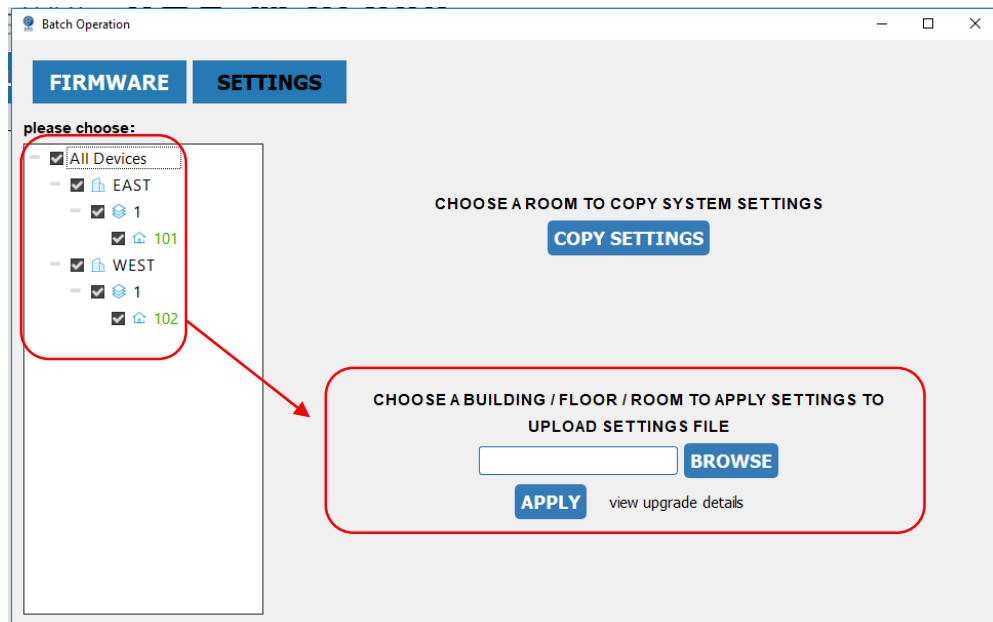 Batch Operation
FIRMWARE
SETTINGS
please choose:
All Devices
EAST
1
101
WEST
1
102
CHOOSE A ROOM TO COPY SYSTEM SETTINGS
COPY SETTINGS
CHOOSE A BUILDING / FLOOR / ROOM TO APPLY SETTINGS TO
UPLOAD SETTINGS FILE
BROWSE
APPLY view upgrade details